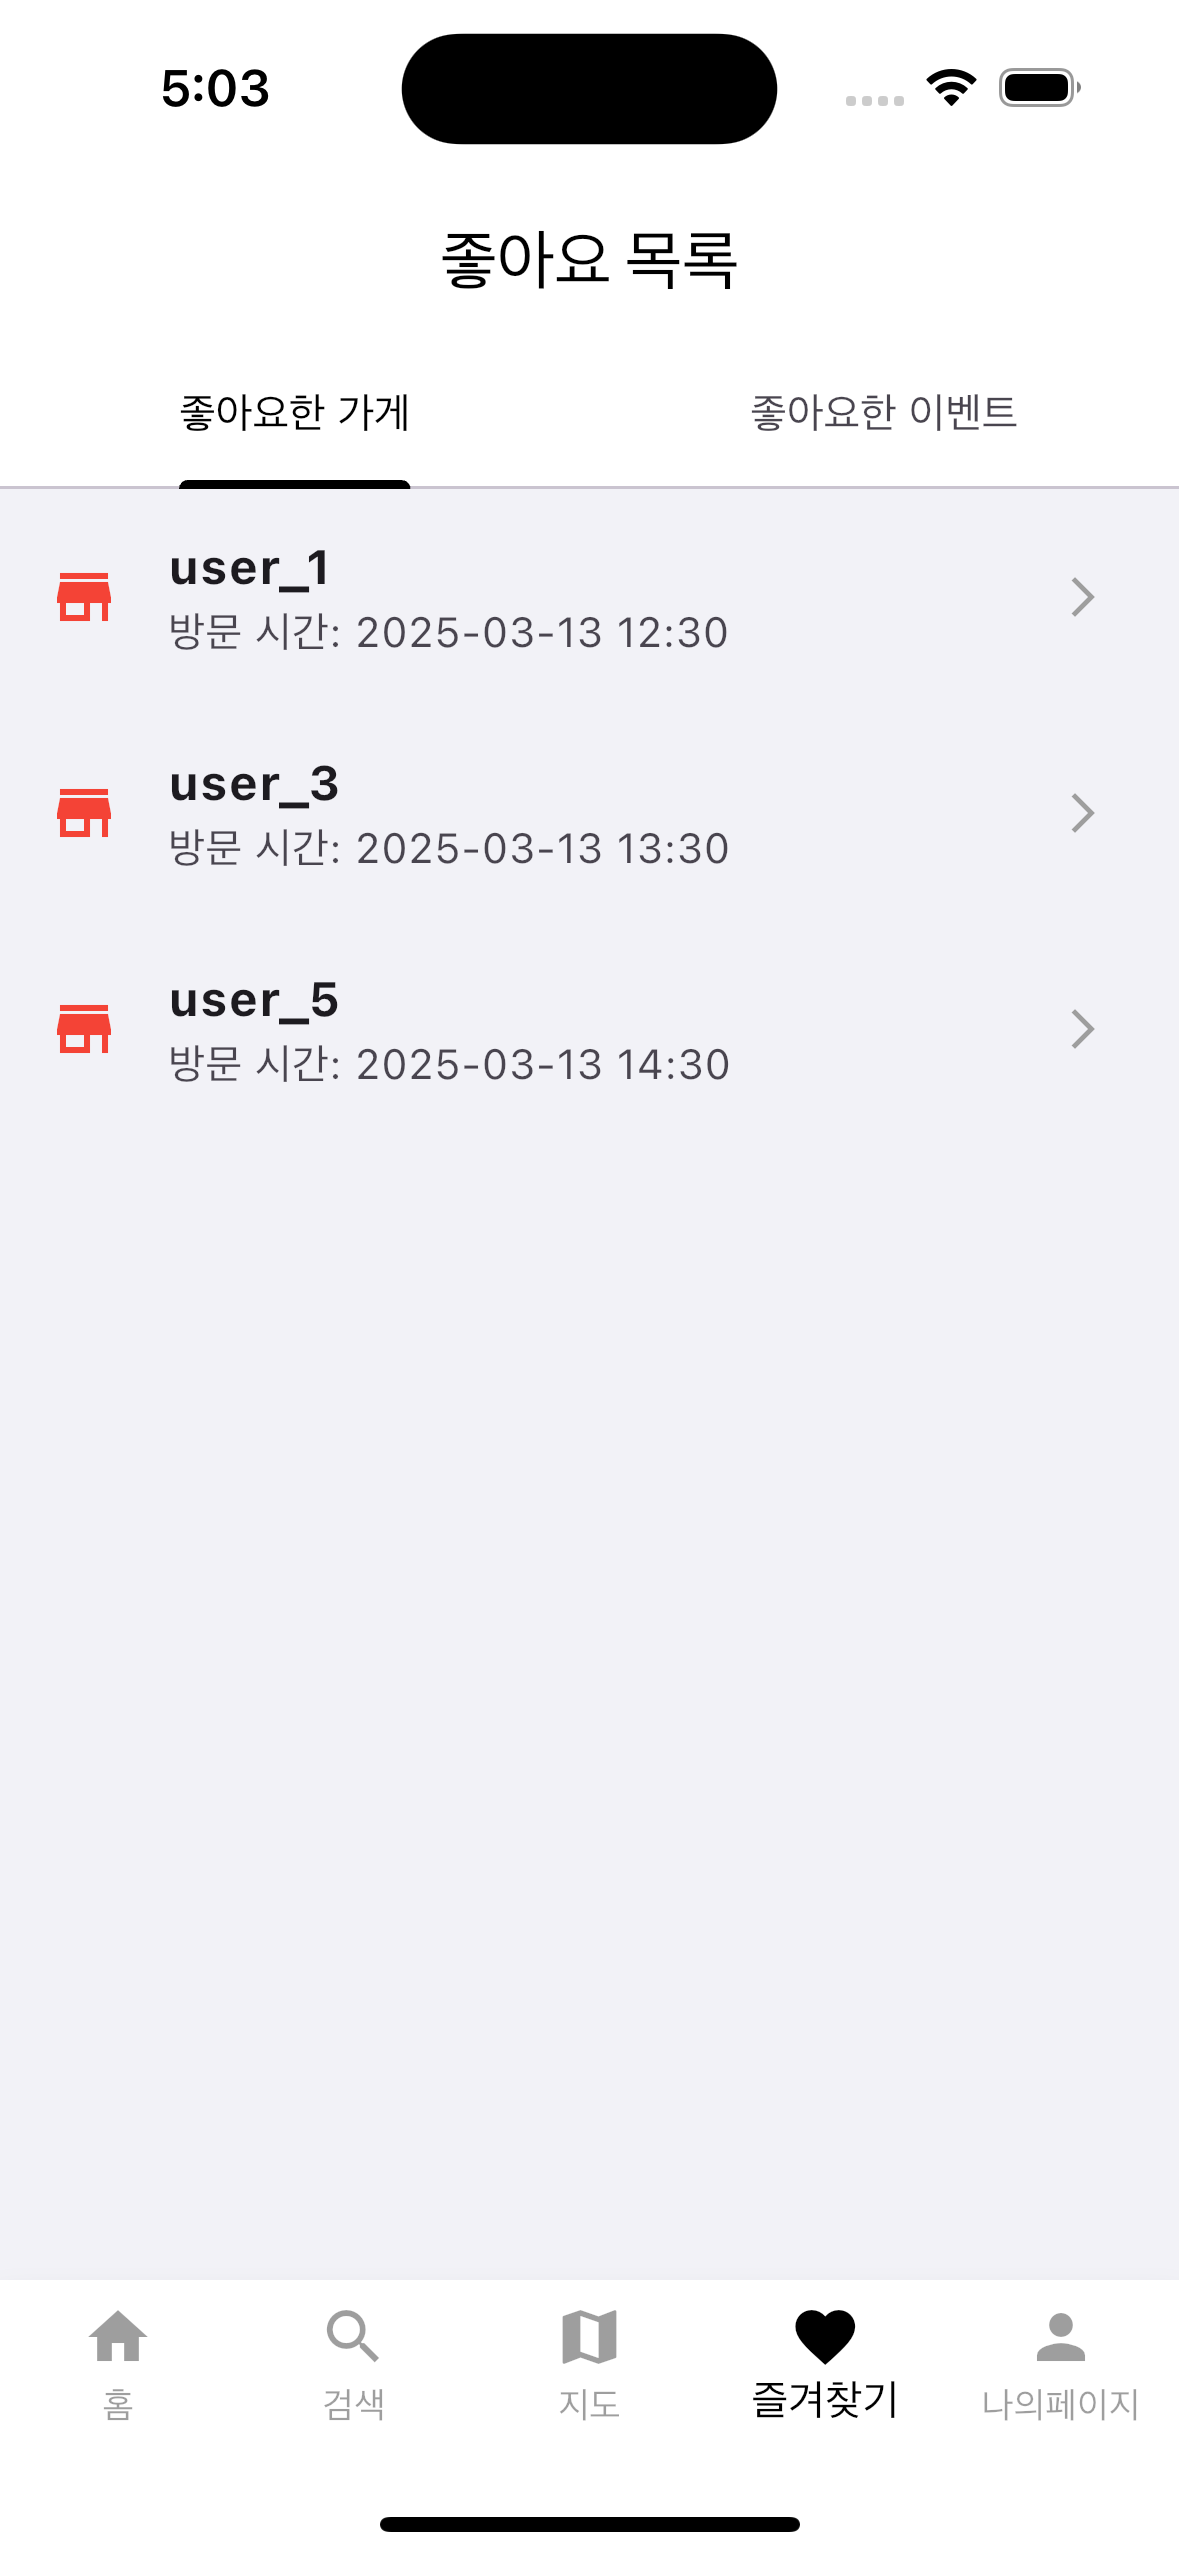 5:03
좋아요 목록
좋아요한 가게
좋아요한 이벤트
user_1
방문 시간: 2025-03-13 12:30
user_3
방문 시간: 2025-03-13 13:30
user_5
방문 시간: 2025-03-13 14:30
홈
검색
지도
즐겨찾기
나의페이지